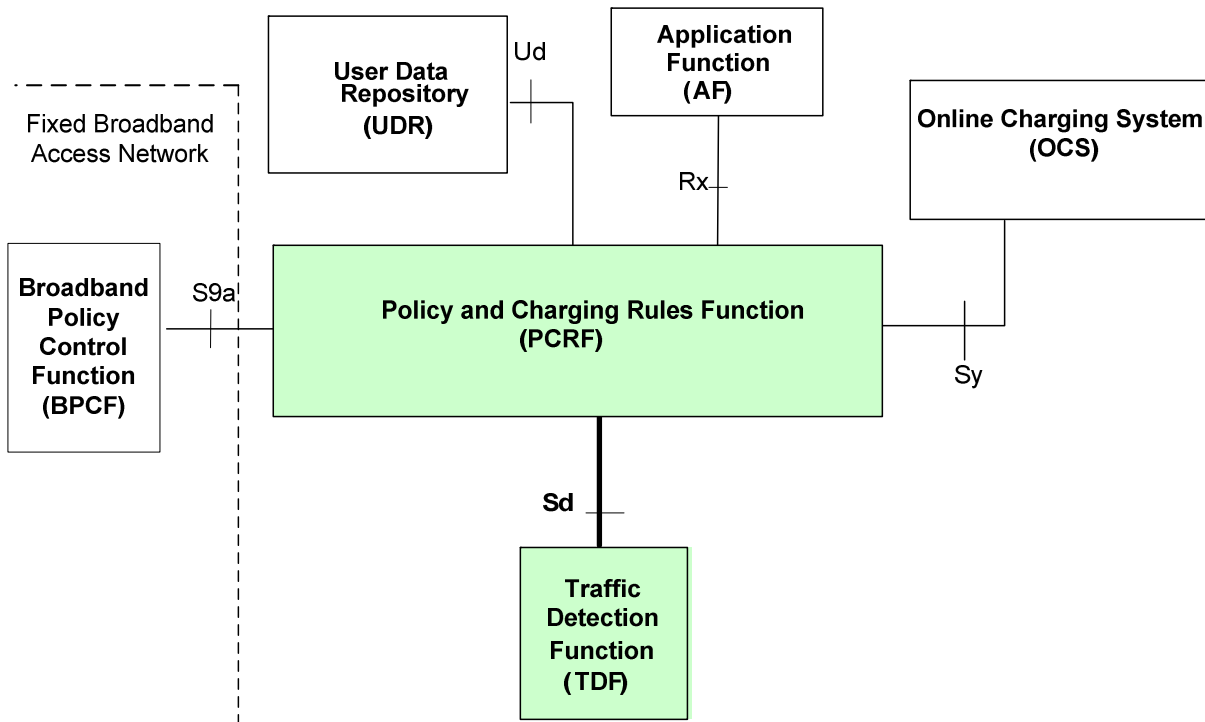 User Data
Repository
(UDR)
Ud
Application
Function
(AF)
Online Charging System
(OCS)
Fixed Broadband
Access Network
Rx
Broadband
Policy
Control
Function
(BPCF)
S9a
Policy and Charging Rules Function
(PCRF)
Sy
Sd
Traffic
Detection
Function
(TDF)